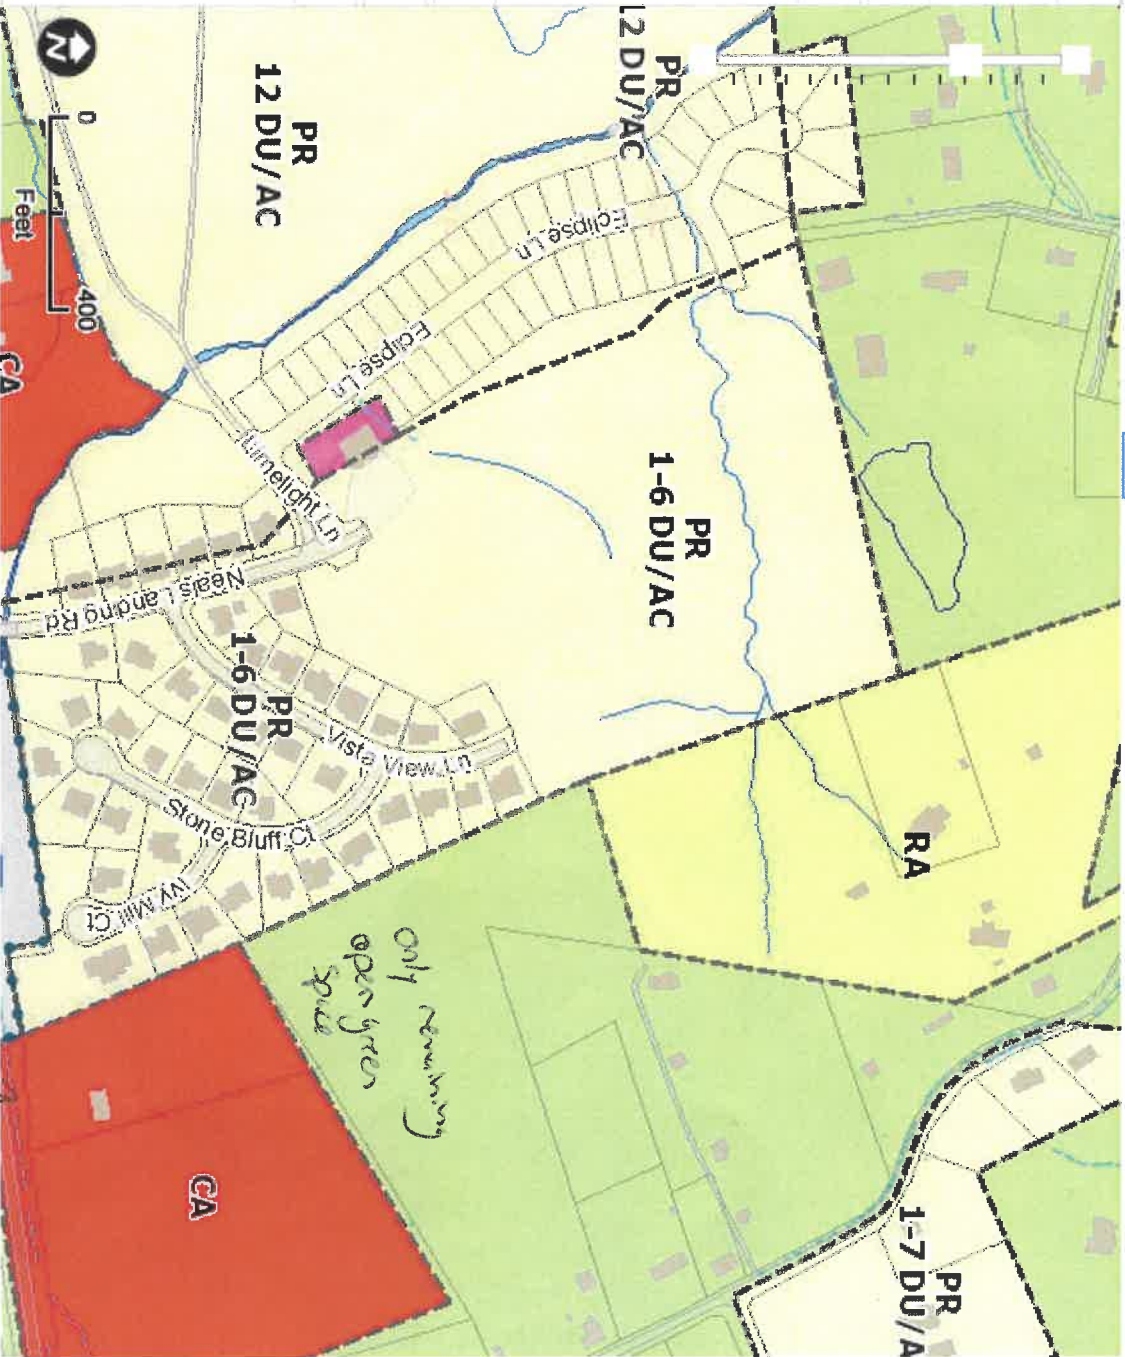 N
0
400
Feet
PR
12 DU/AC
PR
12 DU/AC
Eclipse Ln
Eclipse Ln
Limelight Ln
Neals Landing Rd
PR
1-6 DU/AC
PR
1-6 DU/AC
Vista View Ln
Stone Bluff Ct
Ivy Mill Ct
RA
CA
CA
PR
1-7 DU/A
only remaining
open green
space